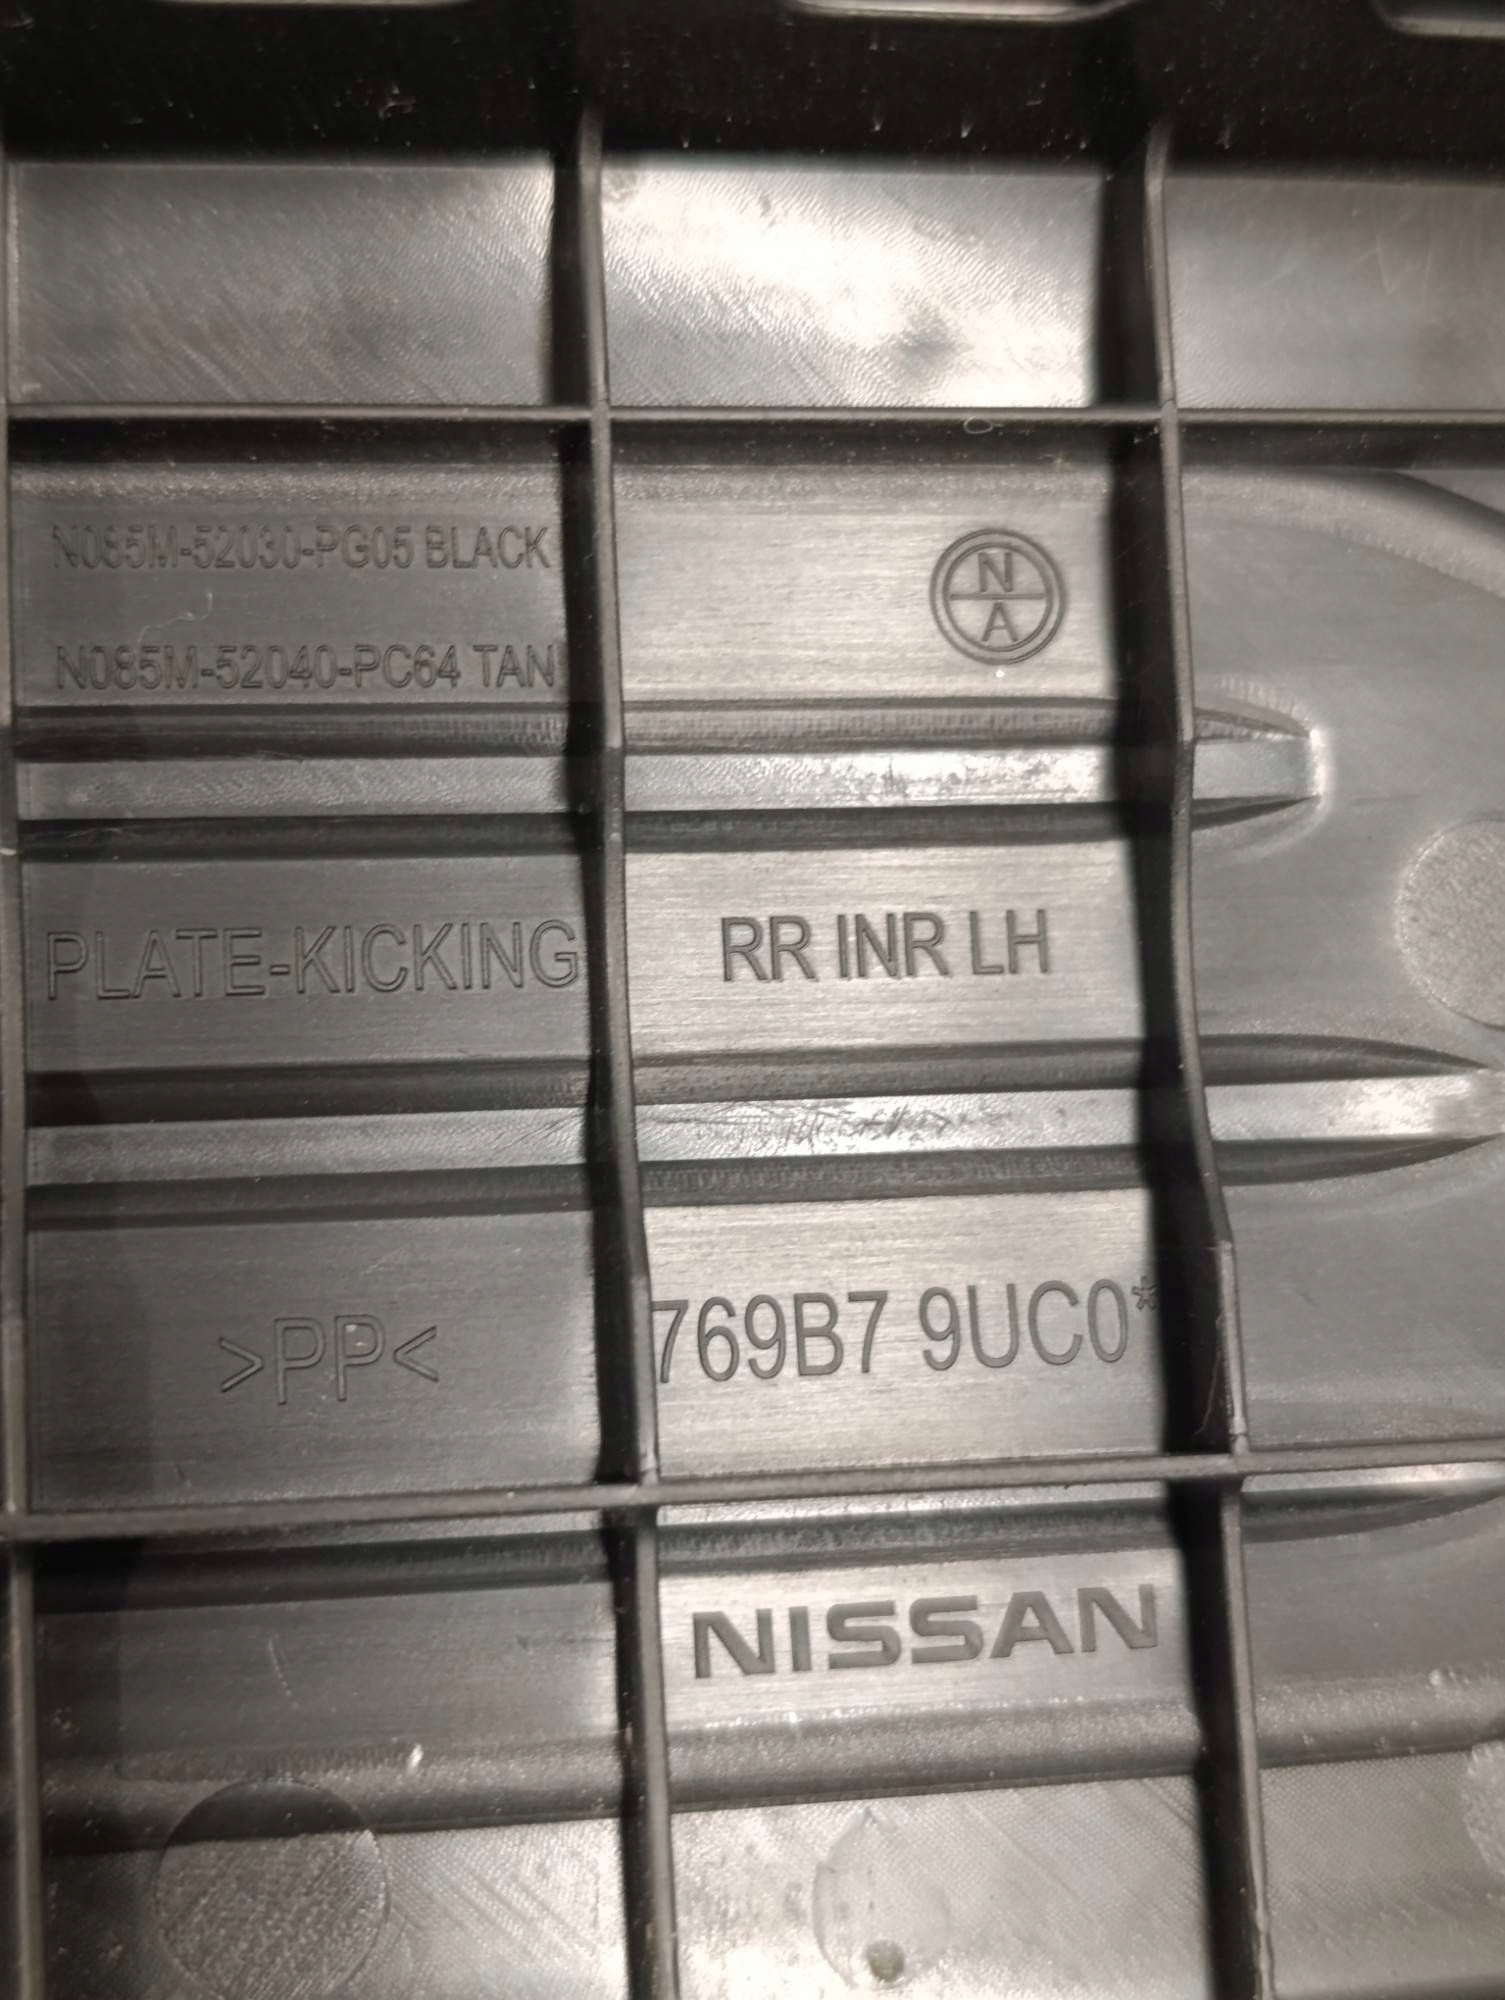 N085M-52030-PG05 BLACK
N085M-52040-PC64 TAN
N
A
PLATE-KICKING RR INR LH
>PP< 769B7 9UC0*
NISSAN